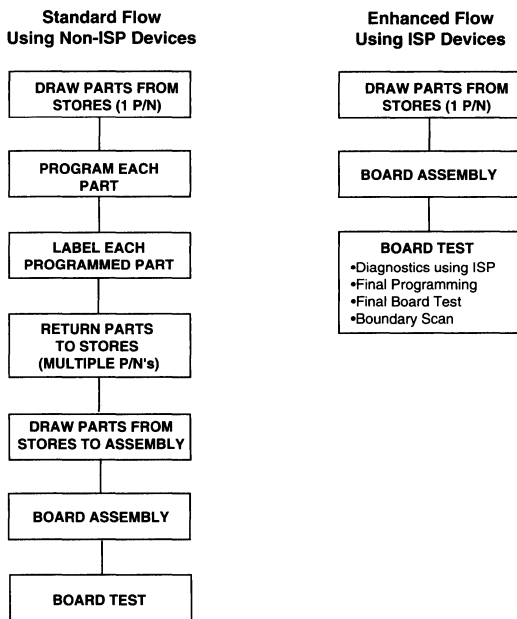 Standard Flow
Using Non-ISP Devices
DRAW PARTS FROM
STORES (1 P/N)
PROGRAM EACH
PART
LABEL EACH
PROGRAMMED PART
RETURN PARTS
TO STORES
(MULTIPLE P/N's)
DRAW PARTS FROM
STORES TO ASSEMBLY
BOARD ASSEMBLY
BOARD TEST
Enhanced Flow
Using ISP Devices
DRAW PARTS FROM
STORES (1 P/N)
BOARD ASSEMBLY
BOARD TEST
•Diagnostics using ISP
•Final Programming
•Final Board Test
•Boundary Scan